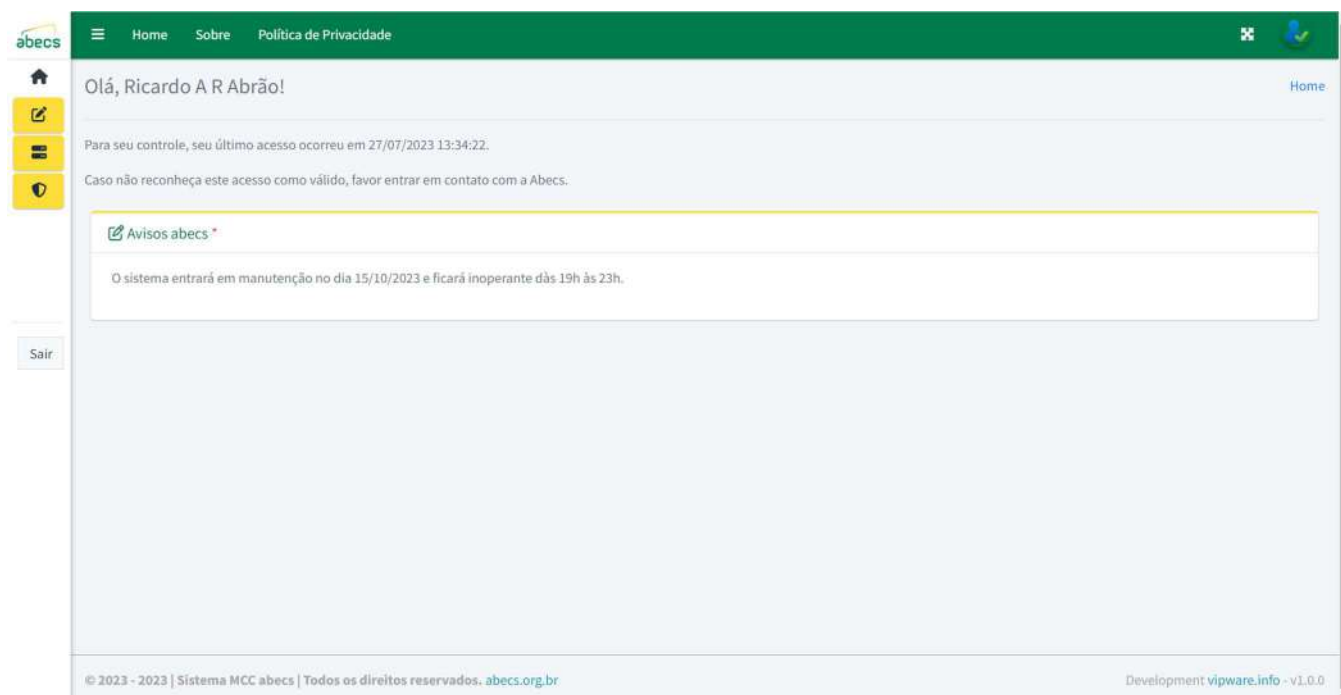 abecs
Home Sobre Política de Privacidade
Olá, Ricardo A R Abrão!
Home
Para seu controle, seu último acesso ocorreu em 27/07/2023 13:34:22.
Caso não reconheça este acesso como válido, favor entrar em contato com a Abecs.
Avisos abecs *
O sistema entrará em manutenção no dia 15/10/2023 e ficará inoperante dàs 19h às 23h.
Sair
© 2023 - 2023 | Sistema MCC abecs | Todos os direitos reservados. abecs.org.br
Development vipware.info - v1.0.0